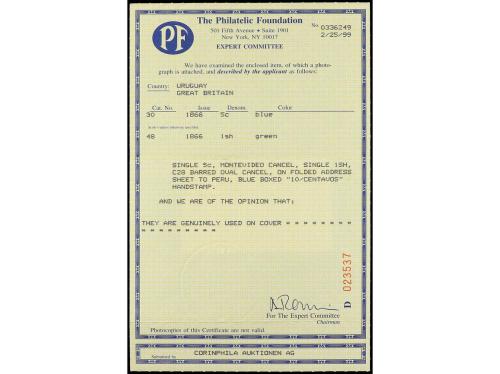 The Philatelic Foundation
501 Fifth Avenue • Suite 1901
New York, NY 10017
EXPERT COMMITTEE
PF
No. 0336249
2/25/99
We have examined the enclosed item, of which a photo-
graph is attached, and described by the applicant as follows:
Country: URUGUAY
GREAT BRITAIN
Cat. No. Issue Denom. Color
30 1866 5c blue
48 1866 1sh green
SINGLE 5c, MONTEVIDEO CANCEL, SINGLE 1SH,
C28 BARRED OVAL CANCEL, ON FOLDED ADDRESS
SHEET TO PERU, BLUE BOXED "10/CENTAVOS"
HANDSTAMP.
AND WE ARE OF THE OPINION THAT:
THEY ARE GENUINELY USED ON COVER = = = = = = = =
= = = = = = = = =
D 023537
For The Expert Committee
Chairman
Photocopies of this Certificate are not valid.
Submitted by CORINPHILA AUKTIONEN AG